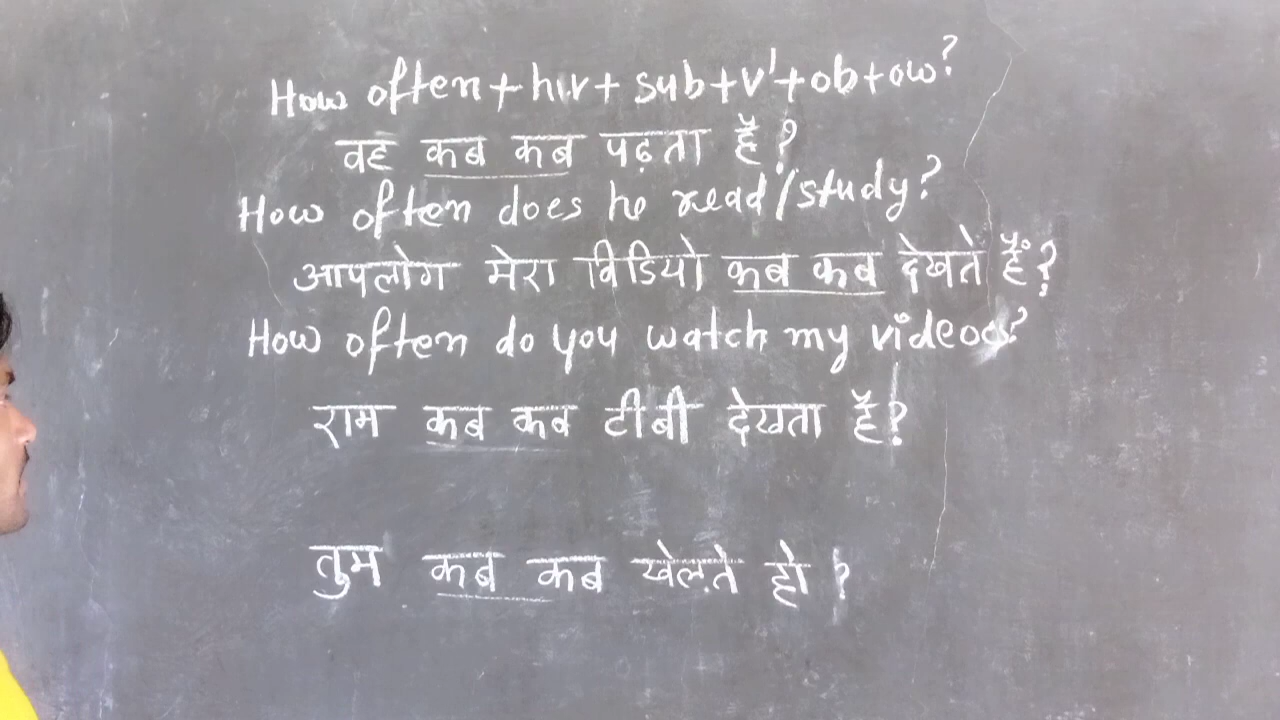 How often+hv+sub+v'+ob+ow?
वह कब कब पढ़ता है?
How often does he read/study?
आपलोग मेरा विडियो कब कब देखते हैं?
How often do you watch my videos?
राम कब कब टीबी देखता है?
तुम कब कब खेलते हो?